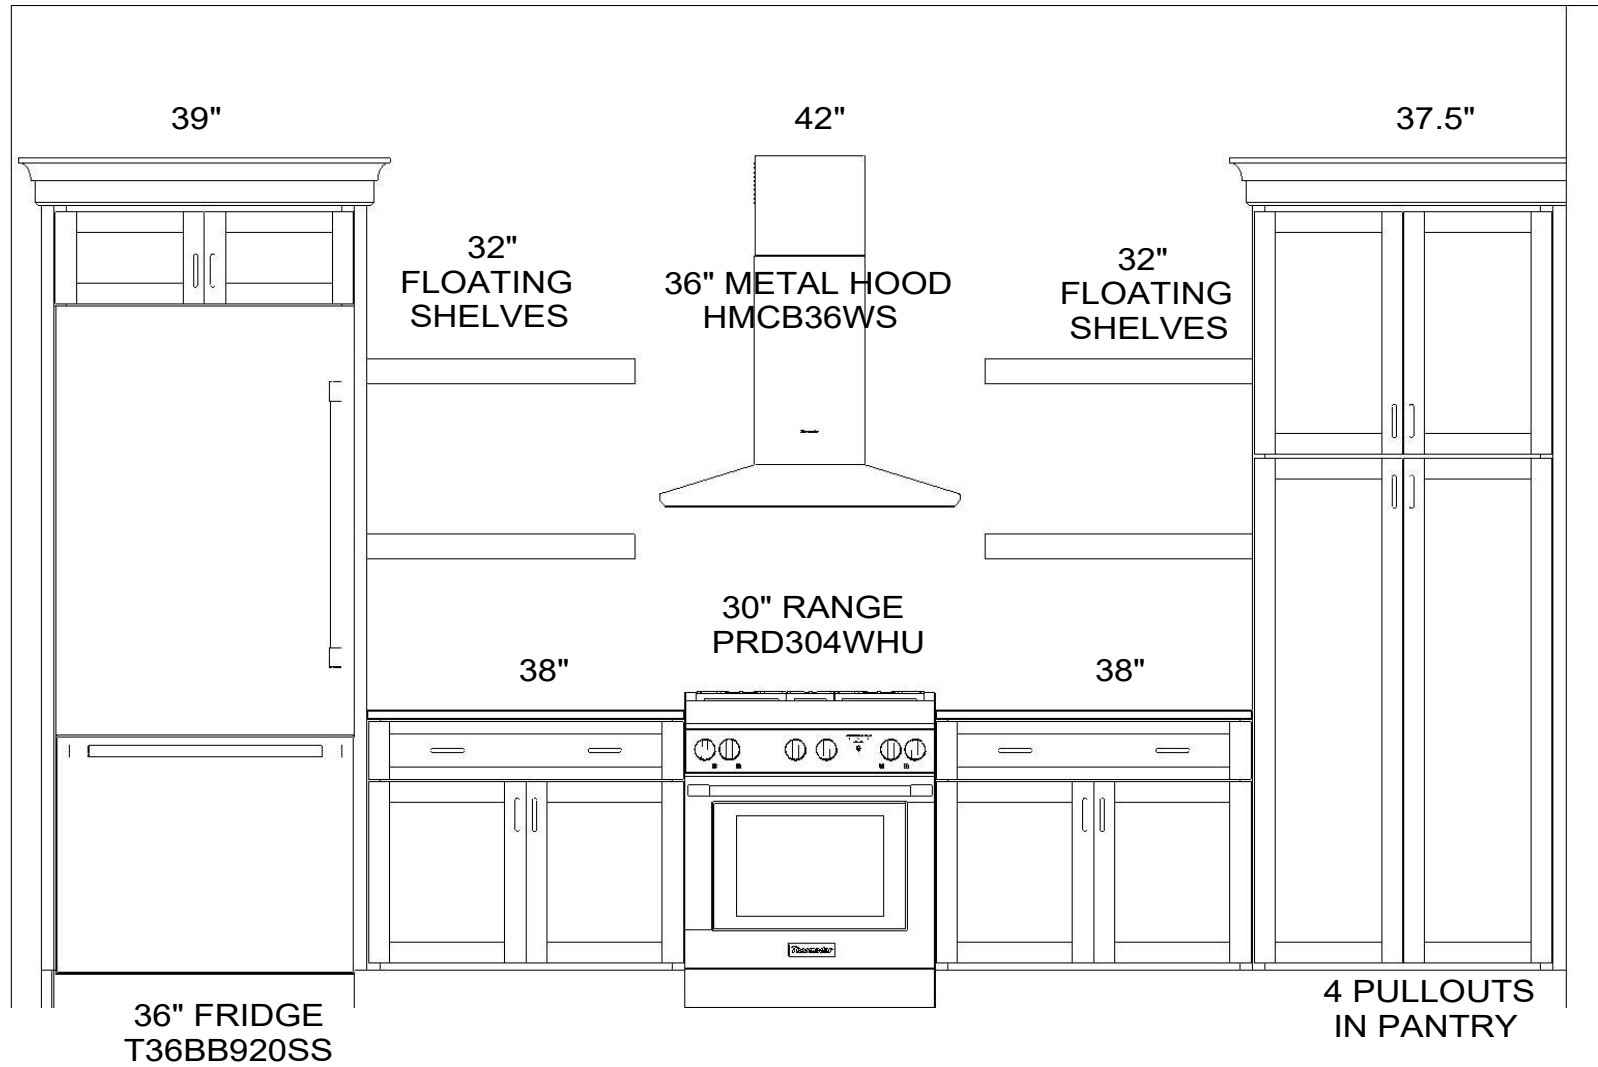 39"
42"
37.5"
32"
FLOATING
SHELVES
36" METAL HOOD
HMCB36WS
32"
FLOATING
SHELVES
30" RANGE
PRD304WHU
38"
38"
Thermador
36" FRIDGE
T36BB920SS
4 PULLOUTS
IN PANTRY